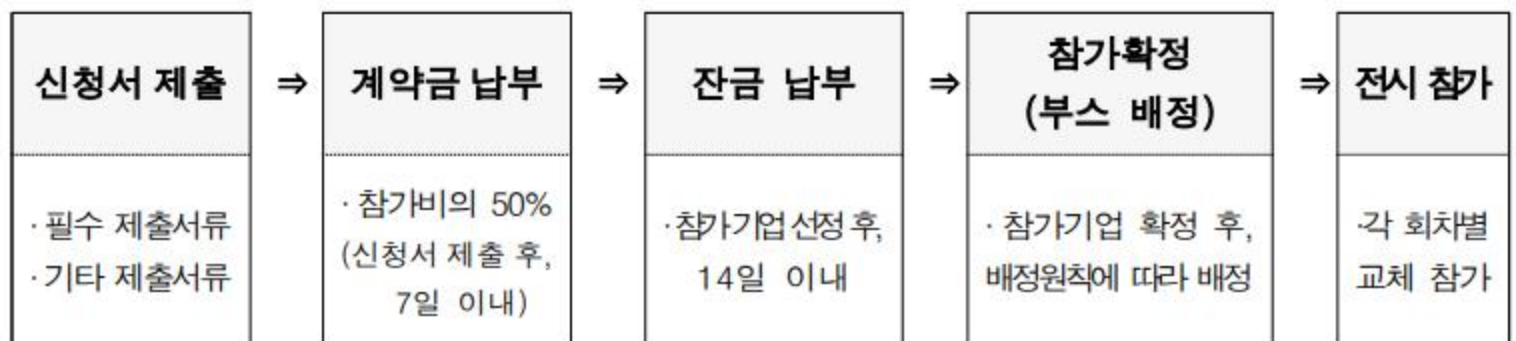 신청서 제출
· 필수 제출서류
· 기타 제출서류
⇒
계약금 납부
· 참가비의 50%
(신청서 제출 후,
7일 이내)
⇒
잔금 납부
· 참가기업 선정 후,
14일 이내
⇒
참가확정
(부스 배정)
· 참가기업 확정 후,
배정원칙에 따라 배정
⇒
전시 참가
·각 회차별
교체 참가